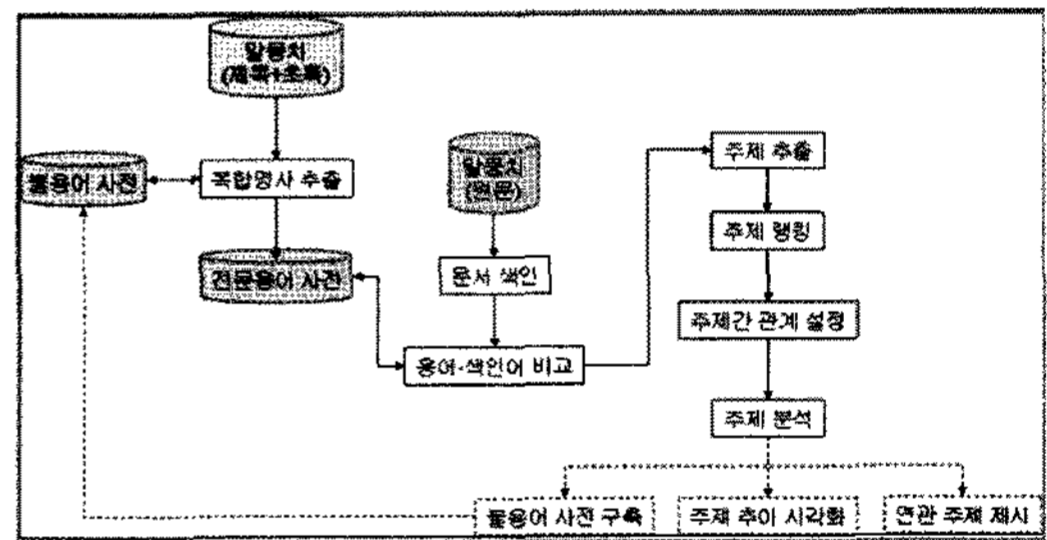 말뭉치
(제목+초록)
불용어 사전
복합명사 추출
전문용어 사전
말뭉치
(원문)
문서 색인
용어-색인어 비교
주제 추출
주제 랭킹
주제간 관계 설정
주제 분석
불용어 사전 구축
주제 추이 시각화
연관 주제 제시